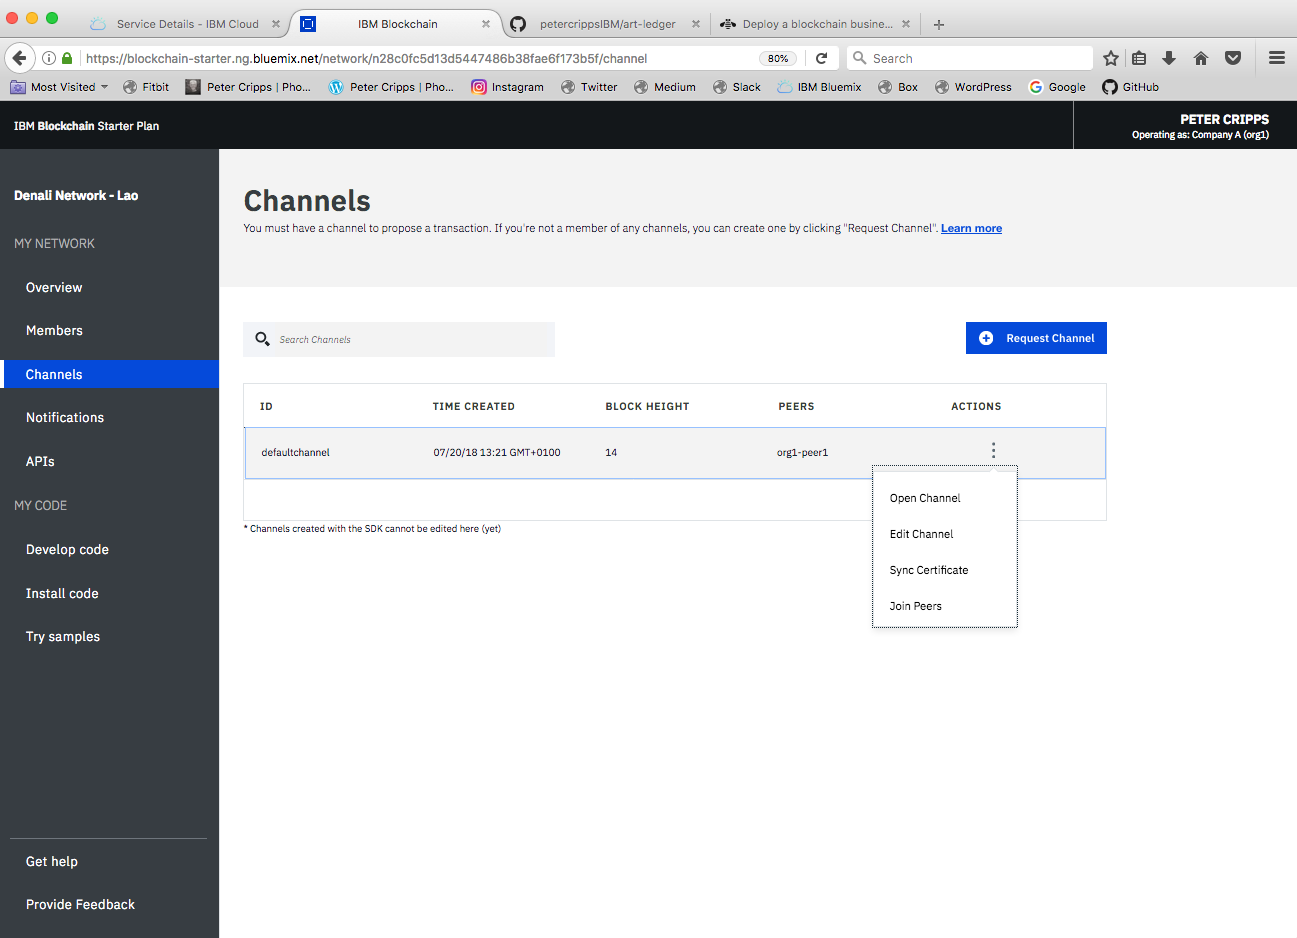 Service Details - IBM Cloud
IBM Blockchain
petercrippsIBM/art-ledger
Deploy a blockchain busine...
https://blockchain-starter.ng.bluemix.net/network/n28c0fc5d13d5447486b38fae6f173b5f/channel
80%
Search
Most Visited
Fitbit
Peter Cripps | Pho...
Peter Cripps | Pho...
Instagram
Twitter
Medium
Slack
IBM Bluemix
Box
WordPress
Google
GitHub
IBM Blockchain Starter Plan
PETER CRIPPS
Operating as: Company A (org1)
Denali Network - Lao
MY NETWORK
Overview
Members
Channels
Notifications
APIs
MY CODE
Develop code
Install code
Try samples
Get help
Provide Feedback
Channels
You must have a channel to propose a transaction. If you're not a member of any channels, you can create one by clicking "Request Channel". Learn more
Search Channels
Request Channel
ID TIME CREATED BLOCK HEIGHT PEERS ACTIONS
defaultchannel 07/20/18 13:21 GMT+0100 14 org1-peer1
Open Channel
Edit Channel
Sync Certificate
Join Peers
* Channels created with the SDK cannot be edited here (yet)